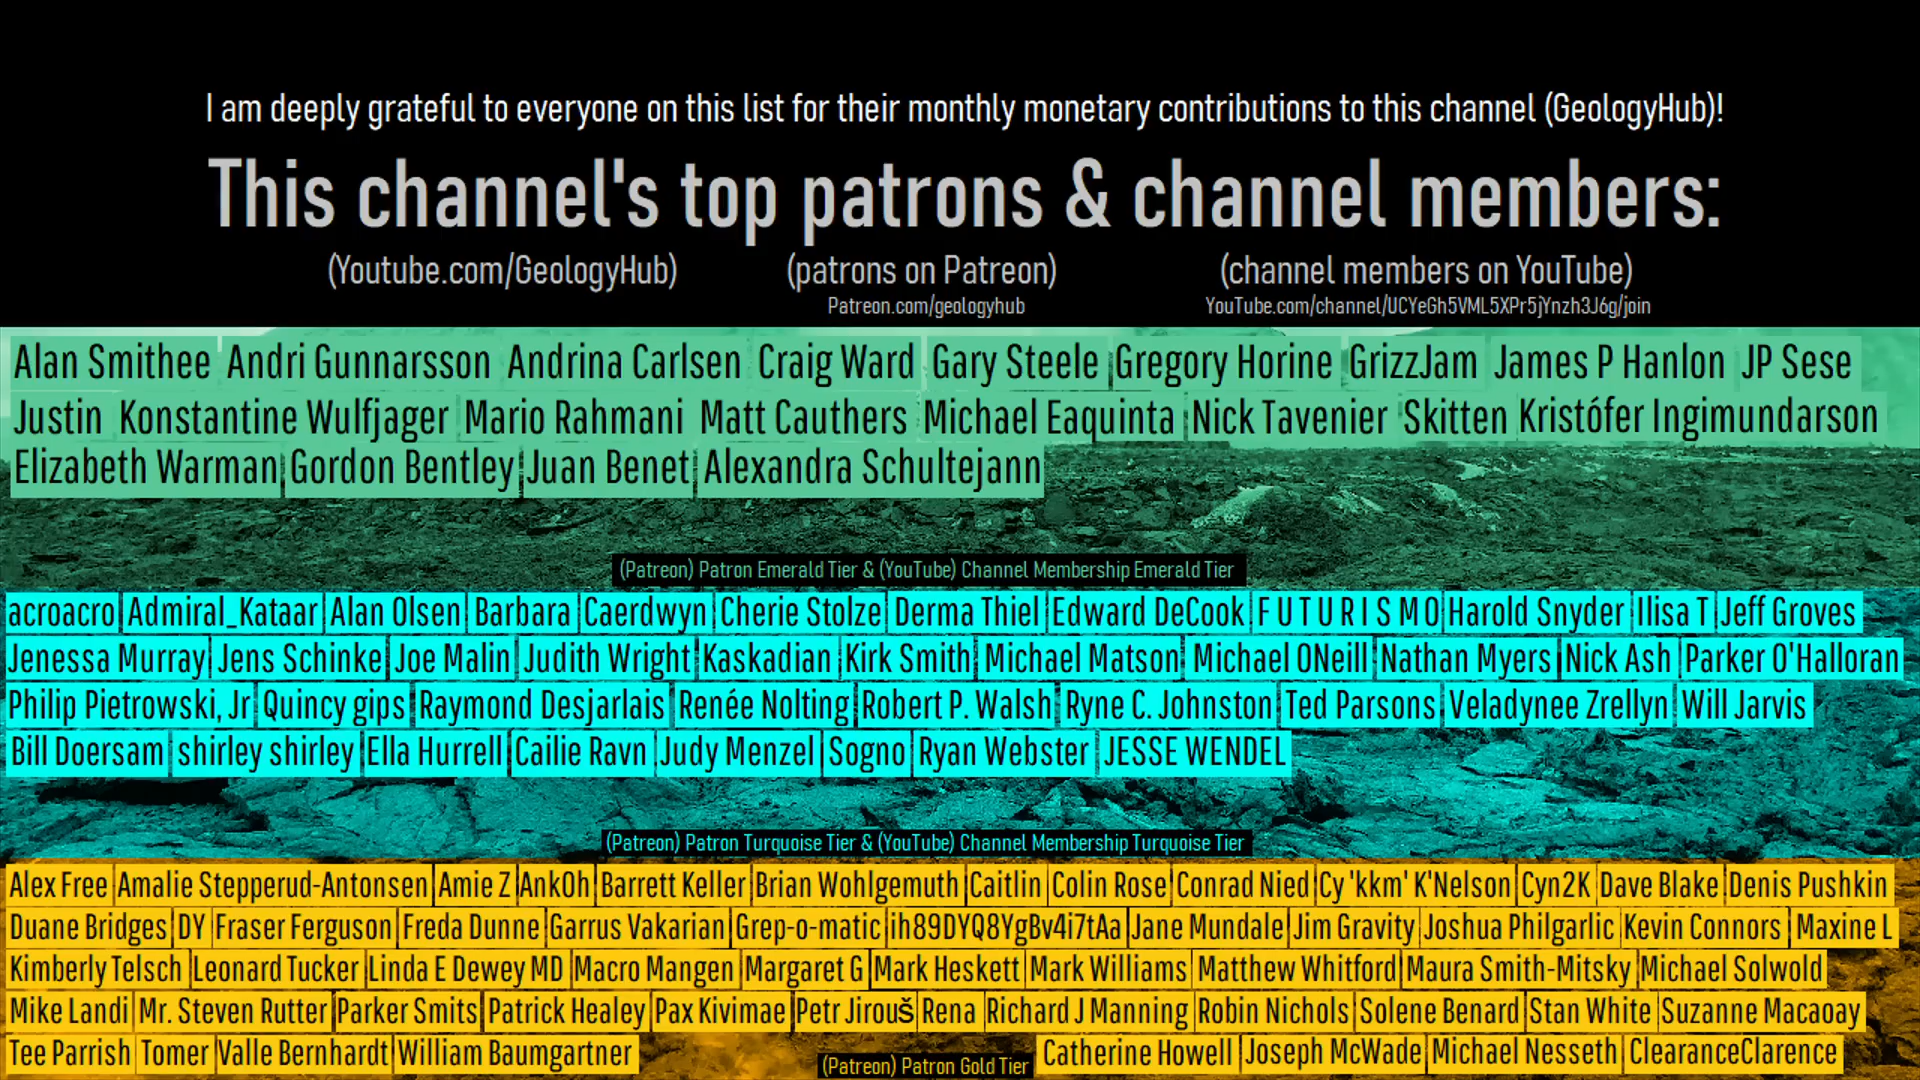 I am deeply grateful to everyone on this list for their monthly monetary contributions to this channel (GeologyHub)!
This channel's top patrons & channel members:
(Youtube.com/GeologyHub) (patrons on Patreon) (channel members on YouTube)
Patreon.com/geologyhub YouTube.com/channel/UCYeGh5VML5XPr5jYnzh3J6g/join
Alan Smithee Andri Gunnarsson Andrina Carlsen Craig Ward Gary Steele Gregory Horine GrizzJam James P Hanlon JP Sese
Justin Konstantine Wulfjager Mario Rahmani Matt Cauthers Michael Eaquinta Nick Tavenier Skitten Kristófer Ingimundarson
Elizabeth Warman Gordon Bentley Juan Benet Alexandra Schultejann
(Patreon) Patron Emerald Tier & (YouTube) Channel Membership Emerald Tier
acroacro Admiral_Kataar Alan Olsen Barbara Caerdwyn Cherie Stolze Derma Thiel Edward DeCook F U T U R I S M O Harold Snyder Ilisa T Jeff Groves
Jenessa Murray Jens Schinke Joe Malin Judith Wright Kaskadian Kirk Smith Michael Matson Michael ONeill Nathan Myers Nick Ash Parker O'Halloran
Philip Pietrowski, Jr Quincy gips Raymond Desjarlais Renée Nolting Robert P. Walsh Ryne C. Johnston Ted Parsons Veladynee Zrellyn Will Jarvis
Bill Doersam shirley shirley Ella Hurrell Cailie Ravn Judy Menzel Sogno Ryan Webster JESSE WENDEL
(Patreon) Patron Turquoise Tier & (YouTube) Channel Membership Turquoise Tier
Alex Free Amalie Stepperud-Antonsen Amie Z AnkOh Barrett Keller Brian Wohlgemuth Caitlin Colin Rose Conrad Nied Cy 'kkm' K'Nelson Cyn2K Dave Blake Denis Pushkin
Duane Bridges DY Fraser Ferguson Freda Dunne Garrus Vakarian Grep-o-matic ih89DYQ8YgBv4i7tAa Jane Mundale Jim Gravity Joshua Philgarlic Kevin Connors Maxine L
Kimberly Telsch Leonard Tucker Linda E Dewey MD Macro Mangen Margaret G Mark Heskett Mark Williams Matthew Whitford Maura Smith-Mitsky Michael Solwold
Mike Landi Mr. Steven Rutter Parker Smits Patrick Healey Pax Kivimae Petr Jirouš Rena Richard J Manning Robin Nichols Solene Benard Stan White Suzanne Macaoay
Tee Parrish Tomer Valle Bernhardt William Baumgartner (Patreon) Patron Gold Tier Catherine Howell Joseph McWade Michael Nesseth ClearanceClarence